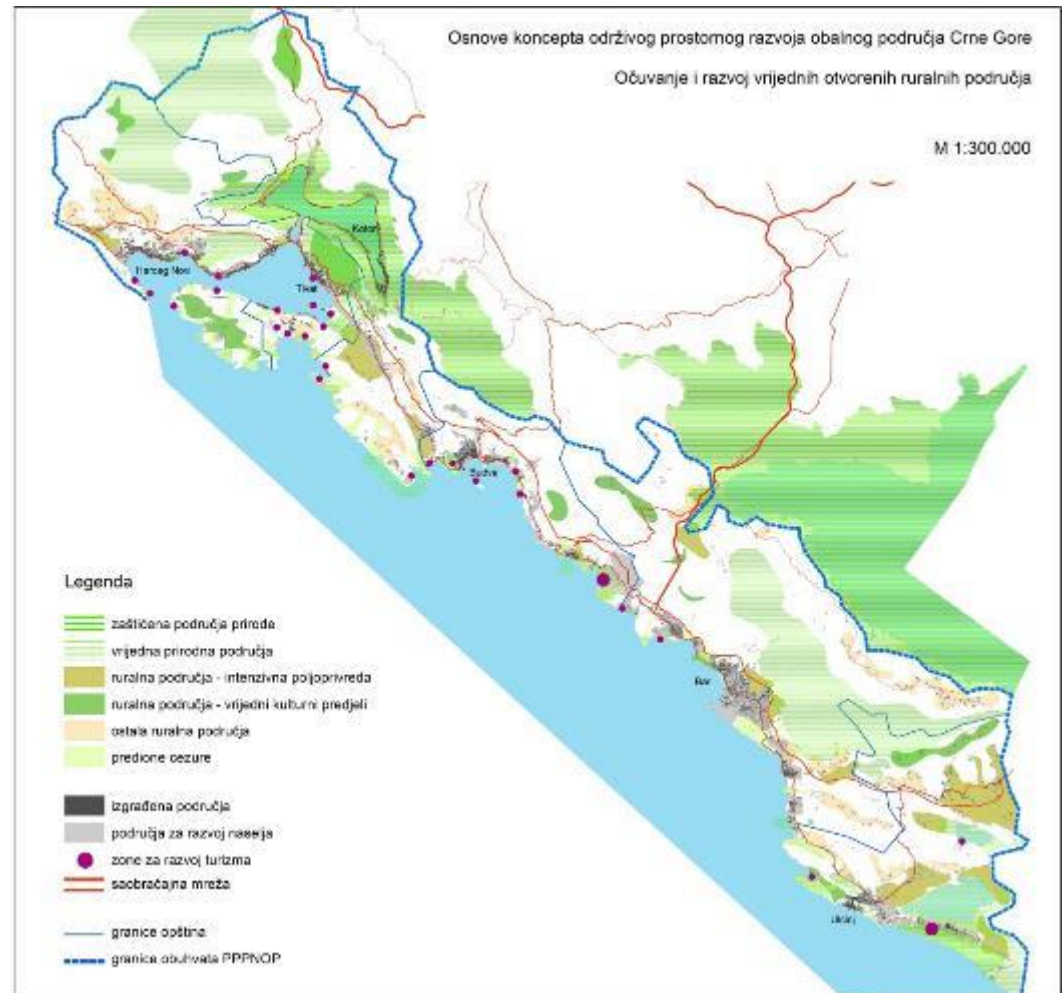 Osnove koncepta održivog prostornog razvoja obalnog područja Crne Gore
Očuvanje i razvoj vrijednih otvorenih ruralnih područja
M 1:300.000
Kotor
Herceg Novi
Tivat
Budva
Bar
Ulcinj
Legenda
zaštićena područja prirode
vrijedna prirodna područja
ruralna područja - intenzivna poljoprivreda
ruralna područja - vrijedni kulturni predjeli
ostala ruralna područja
predione cezure
izgrađena područja
područja za razvoj naselja
zone za razvoj turizma
saobraćajna mreža
granice opština
granice obuhvata PPPNOP